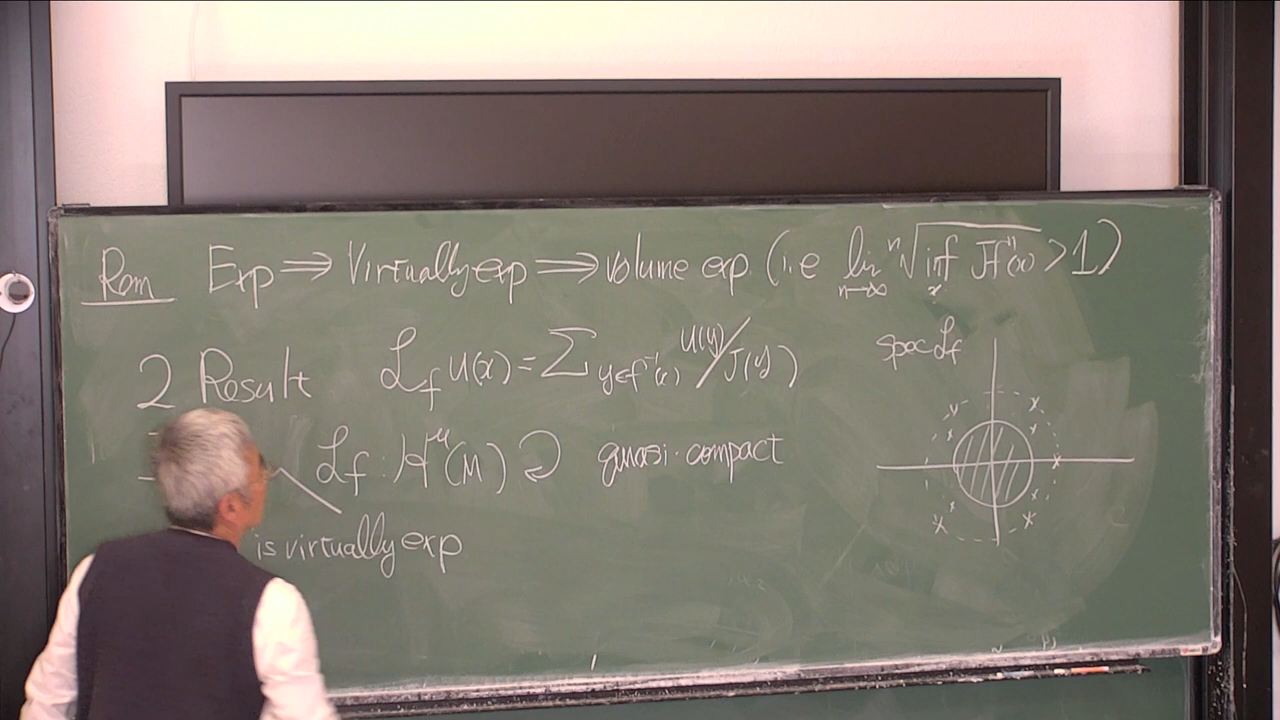 Rem Exp ⟹ Virtually exp ⟹ volume exp. (i.e lim_{n→∞} ⁿ√(inf_x Jfⁿ(x)) > 1)
2 Result ℒ_f u(x) = Σ_{y∈f⁻¹(x)} u(y)/J(y)
spec ℒ_f
ℒ_f : H^μ(M) ↻ quasi-compact
is virtually exp